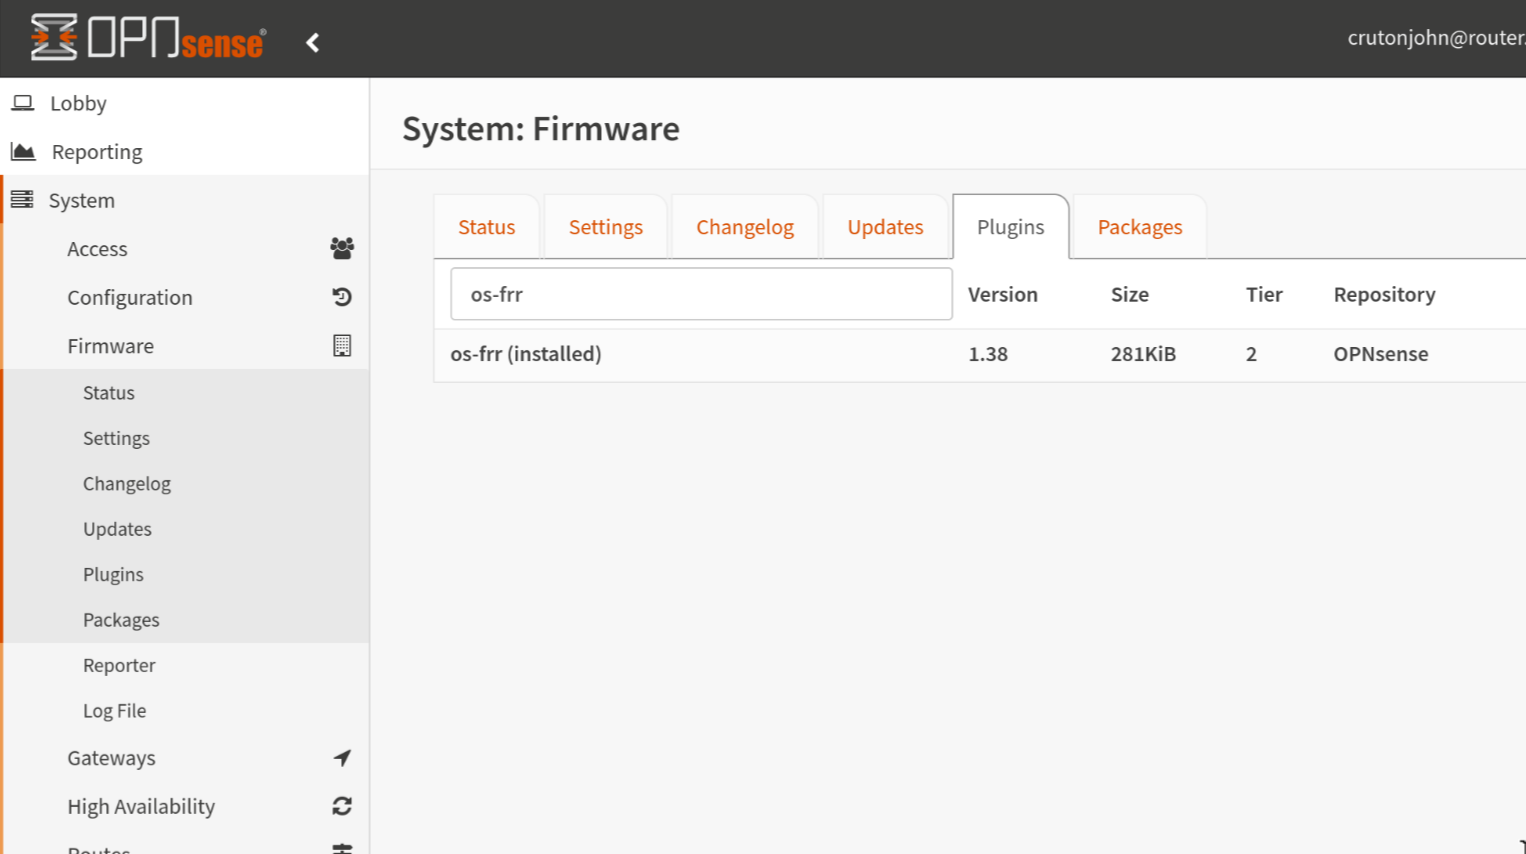 OPNsense®
crutonjohn@router.
Lobby
Reporting
System
Access
Configuration
Firmware
Status
Settings
Changelog
Updates
Plugins
Packages
Reporter
Log File
Gateways
High Availability
Routes
System: Firmware
Status Settings Changelog Updates Plugins Packages
os-frr Version Size Tier Repository
os-frr (installed) 1.38 281KiB 2 OPNsense